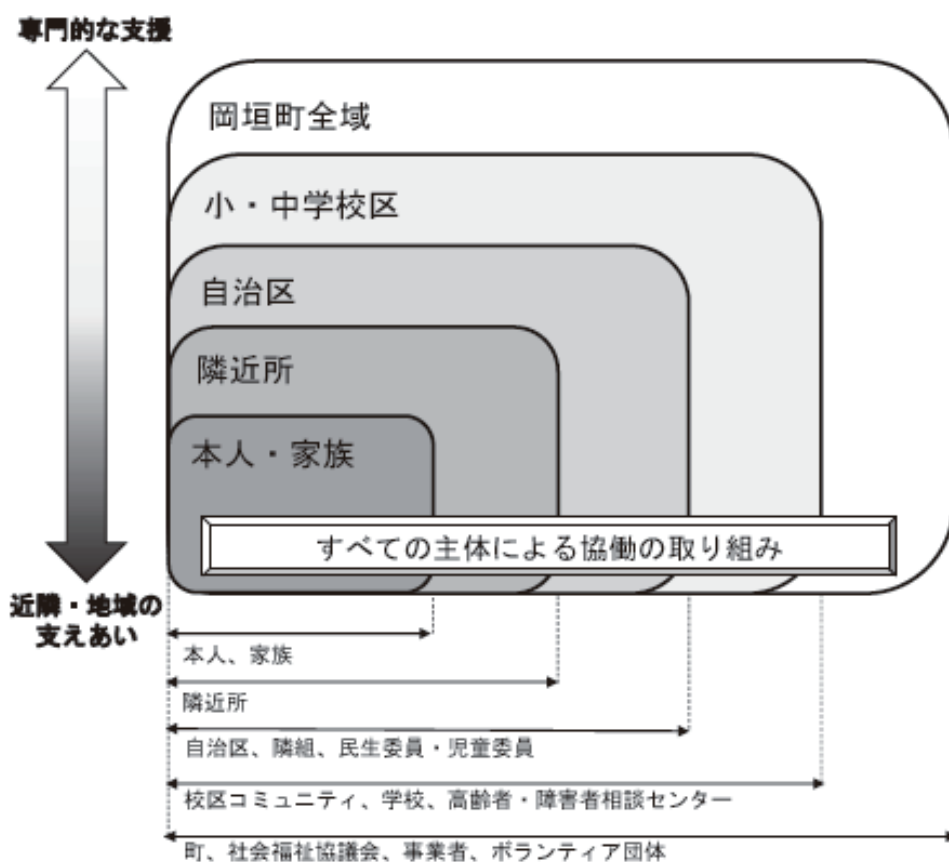 専門的な支援
岡垣町全域
小・中学校区
自治区
隣近所
本人・家族
すべての主体による協働の取り組み
近隣・地域の
支えあい
本人、家族
隣近所
自治区、隣組、民生委員・児童委員
校区コミュニティ、学校、高齢者・障害者相談センター
町、社会福祉協議会、事業者、ボランティア団体